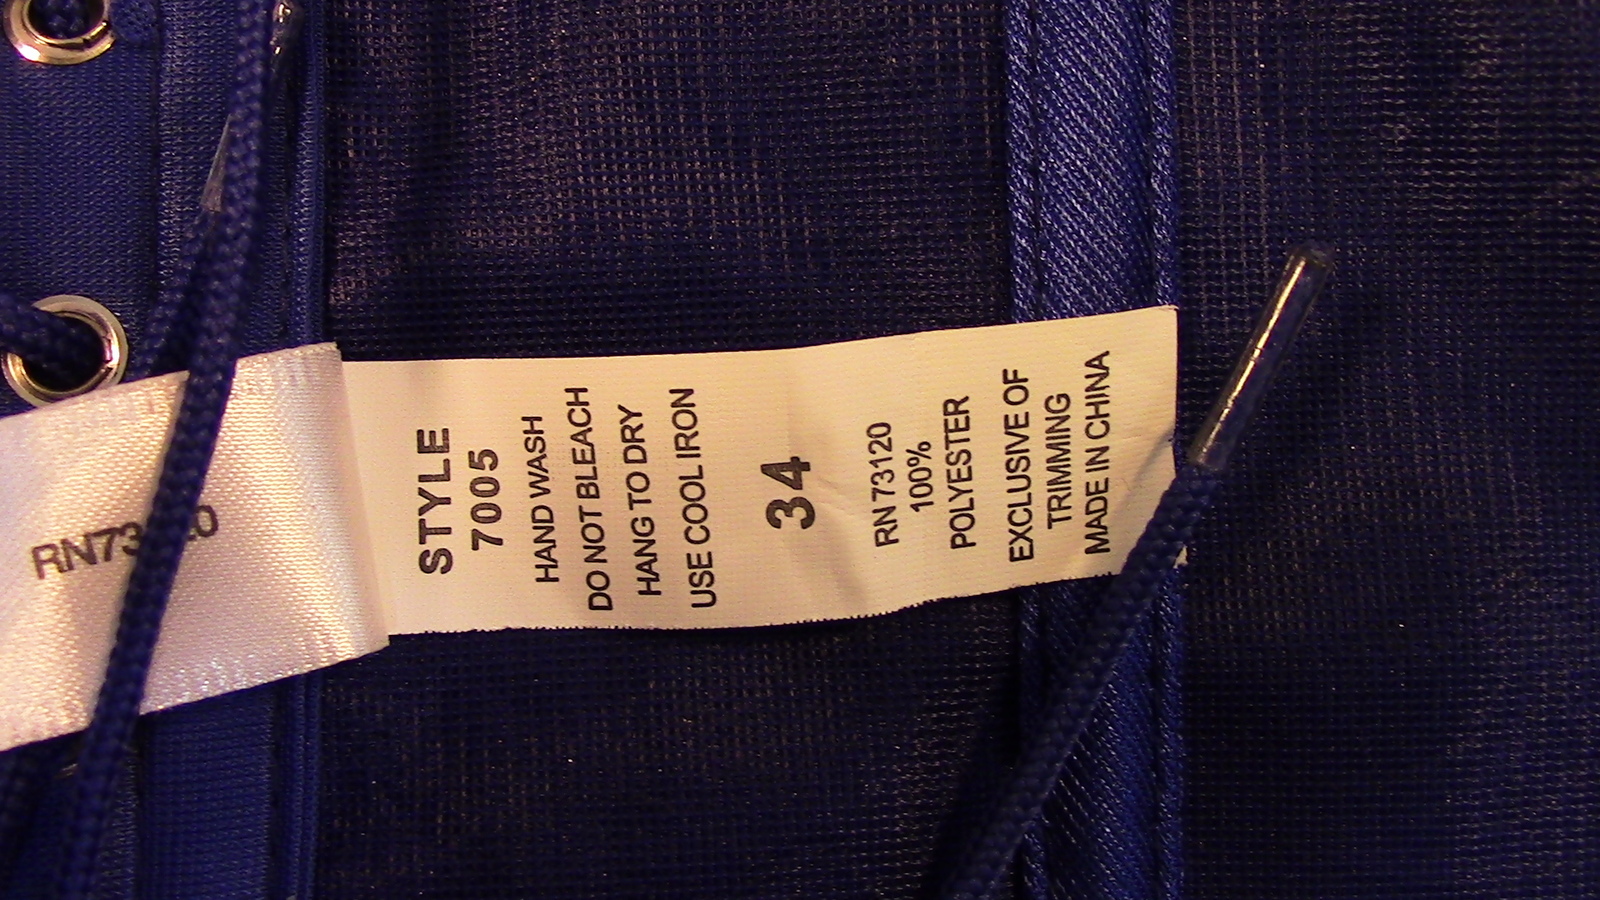 RN73120
STYLE
7005
HAND WASH
DO NOT BLEACH
HANG TO DRY
USE COOL IRON
34
RN 73120
100%
POLYESTER
EXCLUSIVE OF
TRIMMING
MADE IN CHINA